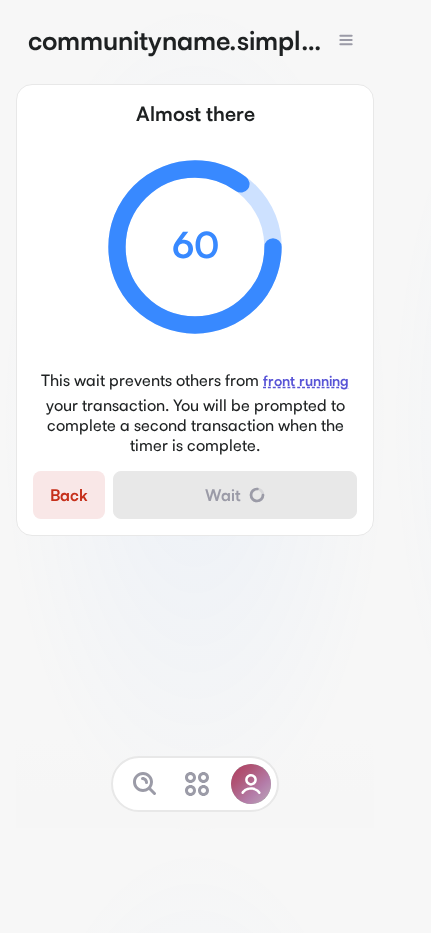 communityname.simpl...
Almost there
60
This wait prevents others from front running
your transaction. You will be prompted to
complete a second transaction when the
timer is complete.
Back
Wait